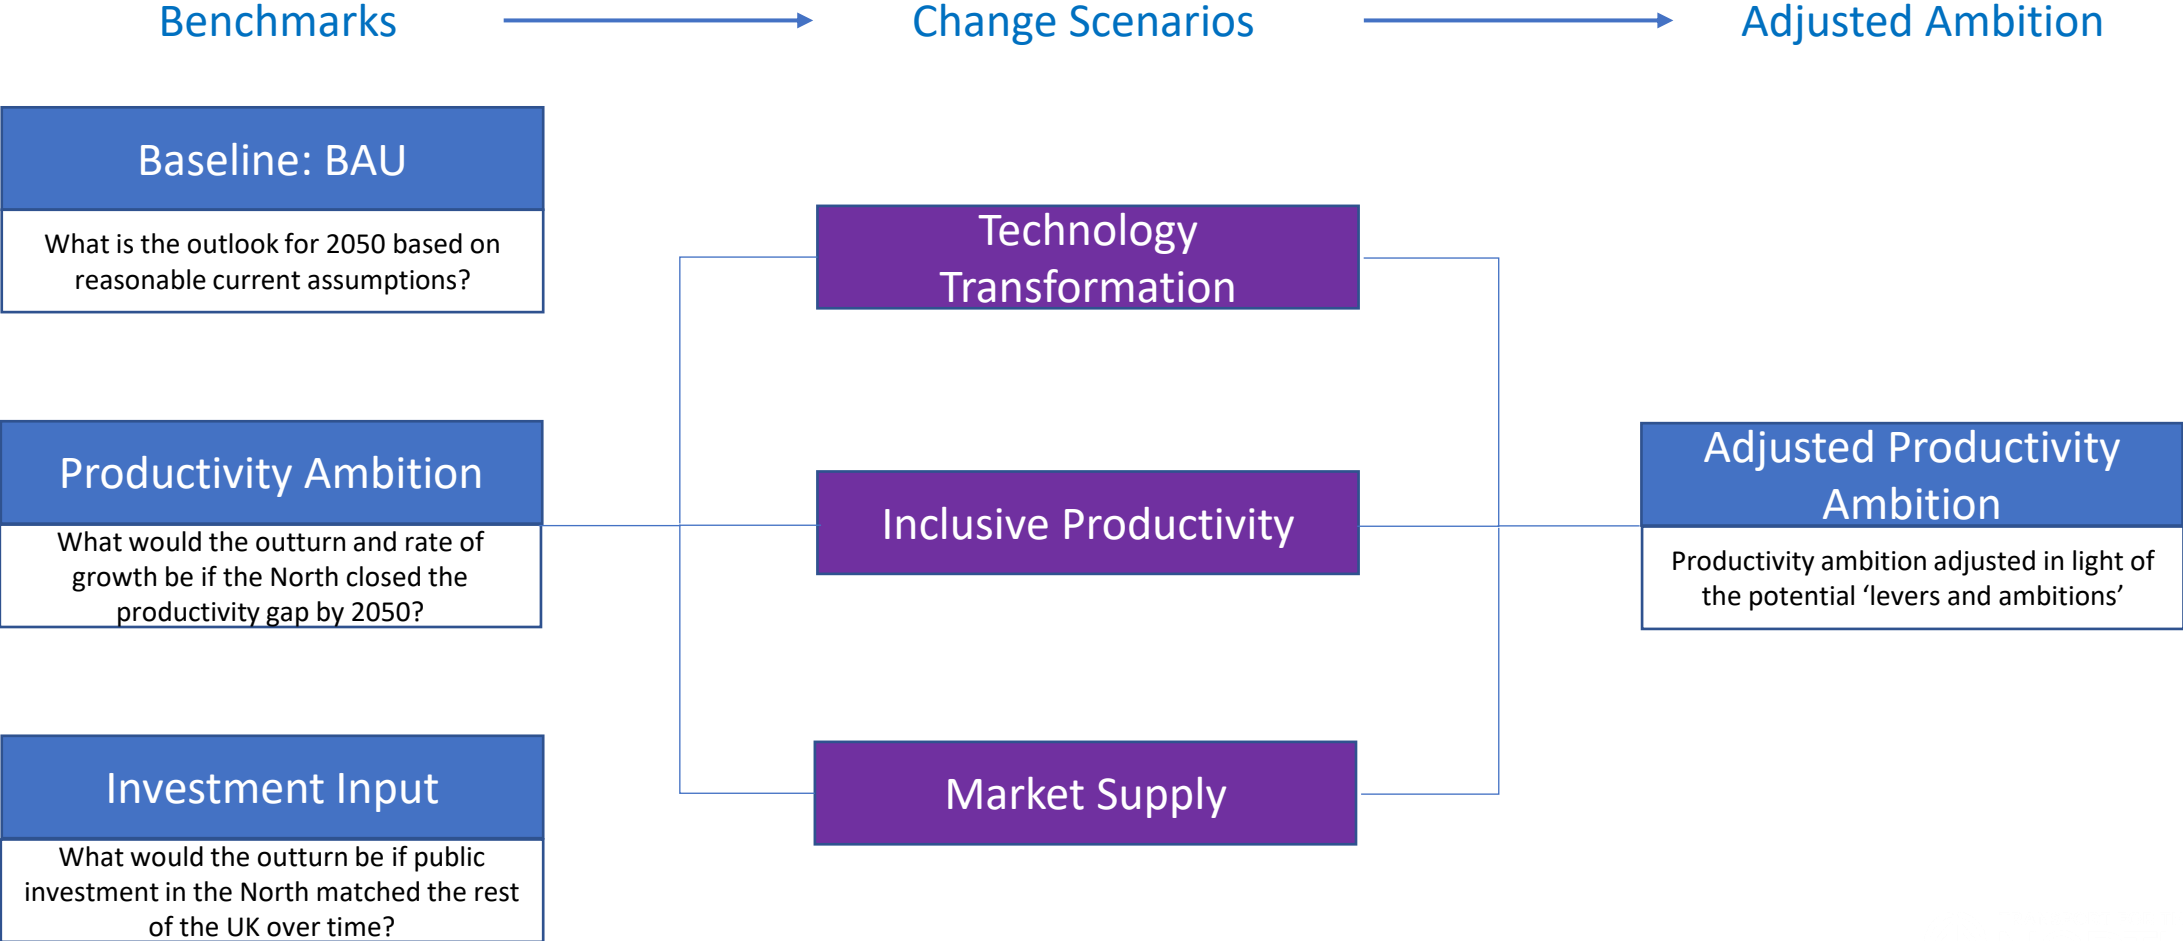 Benchmarks
Change Scenarios
Adjusted Ambition
Baseline: BAU
What is the outlook for 2050 based on
reasonable current assumptions?
Productivity Ambition
What would the outturn and rate of
growth be if the North closed the
productivity gap by 2050?
Investment Input
What would the outturn be if public
investment in the North matched the rest
of the UK over time?
Technology
Transformation
Inclusive Productivity
Market Supply
Adjusted Productivity
Ambition
Productivity ambition adjusted in light of
the potential ‘levers and ambitions’